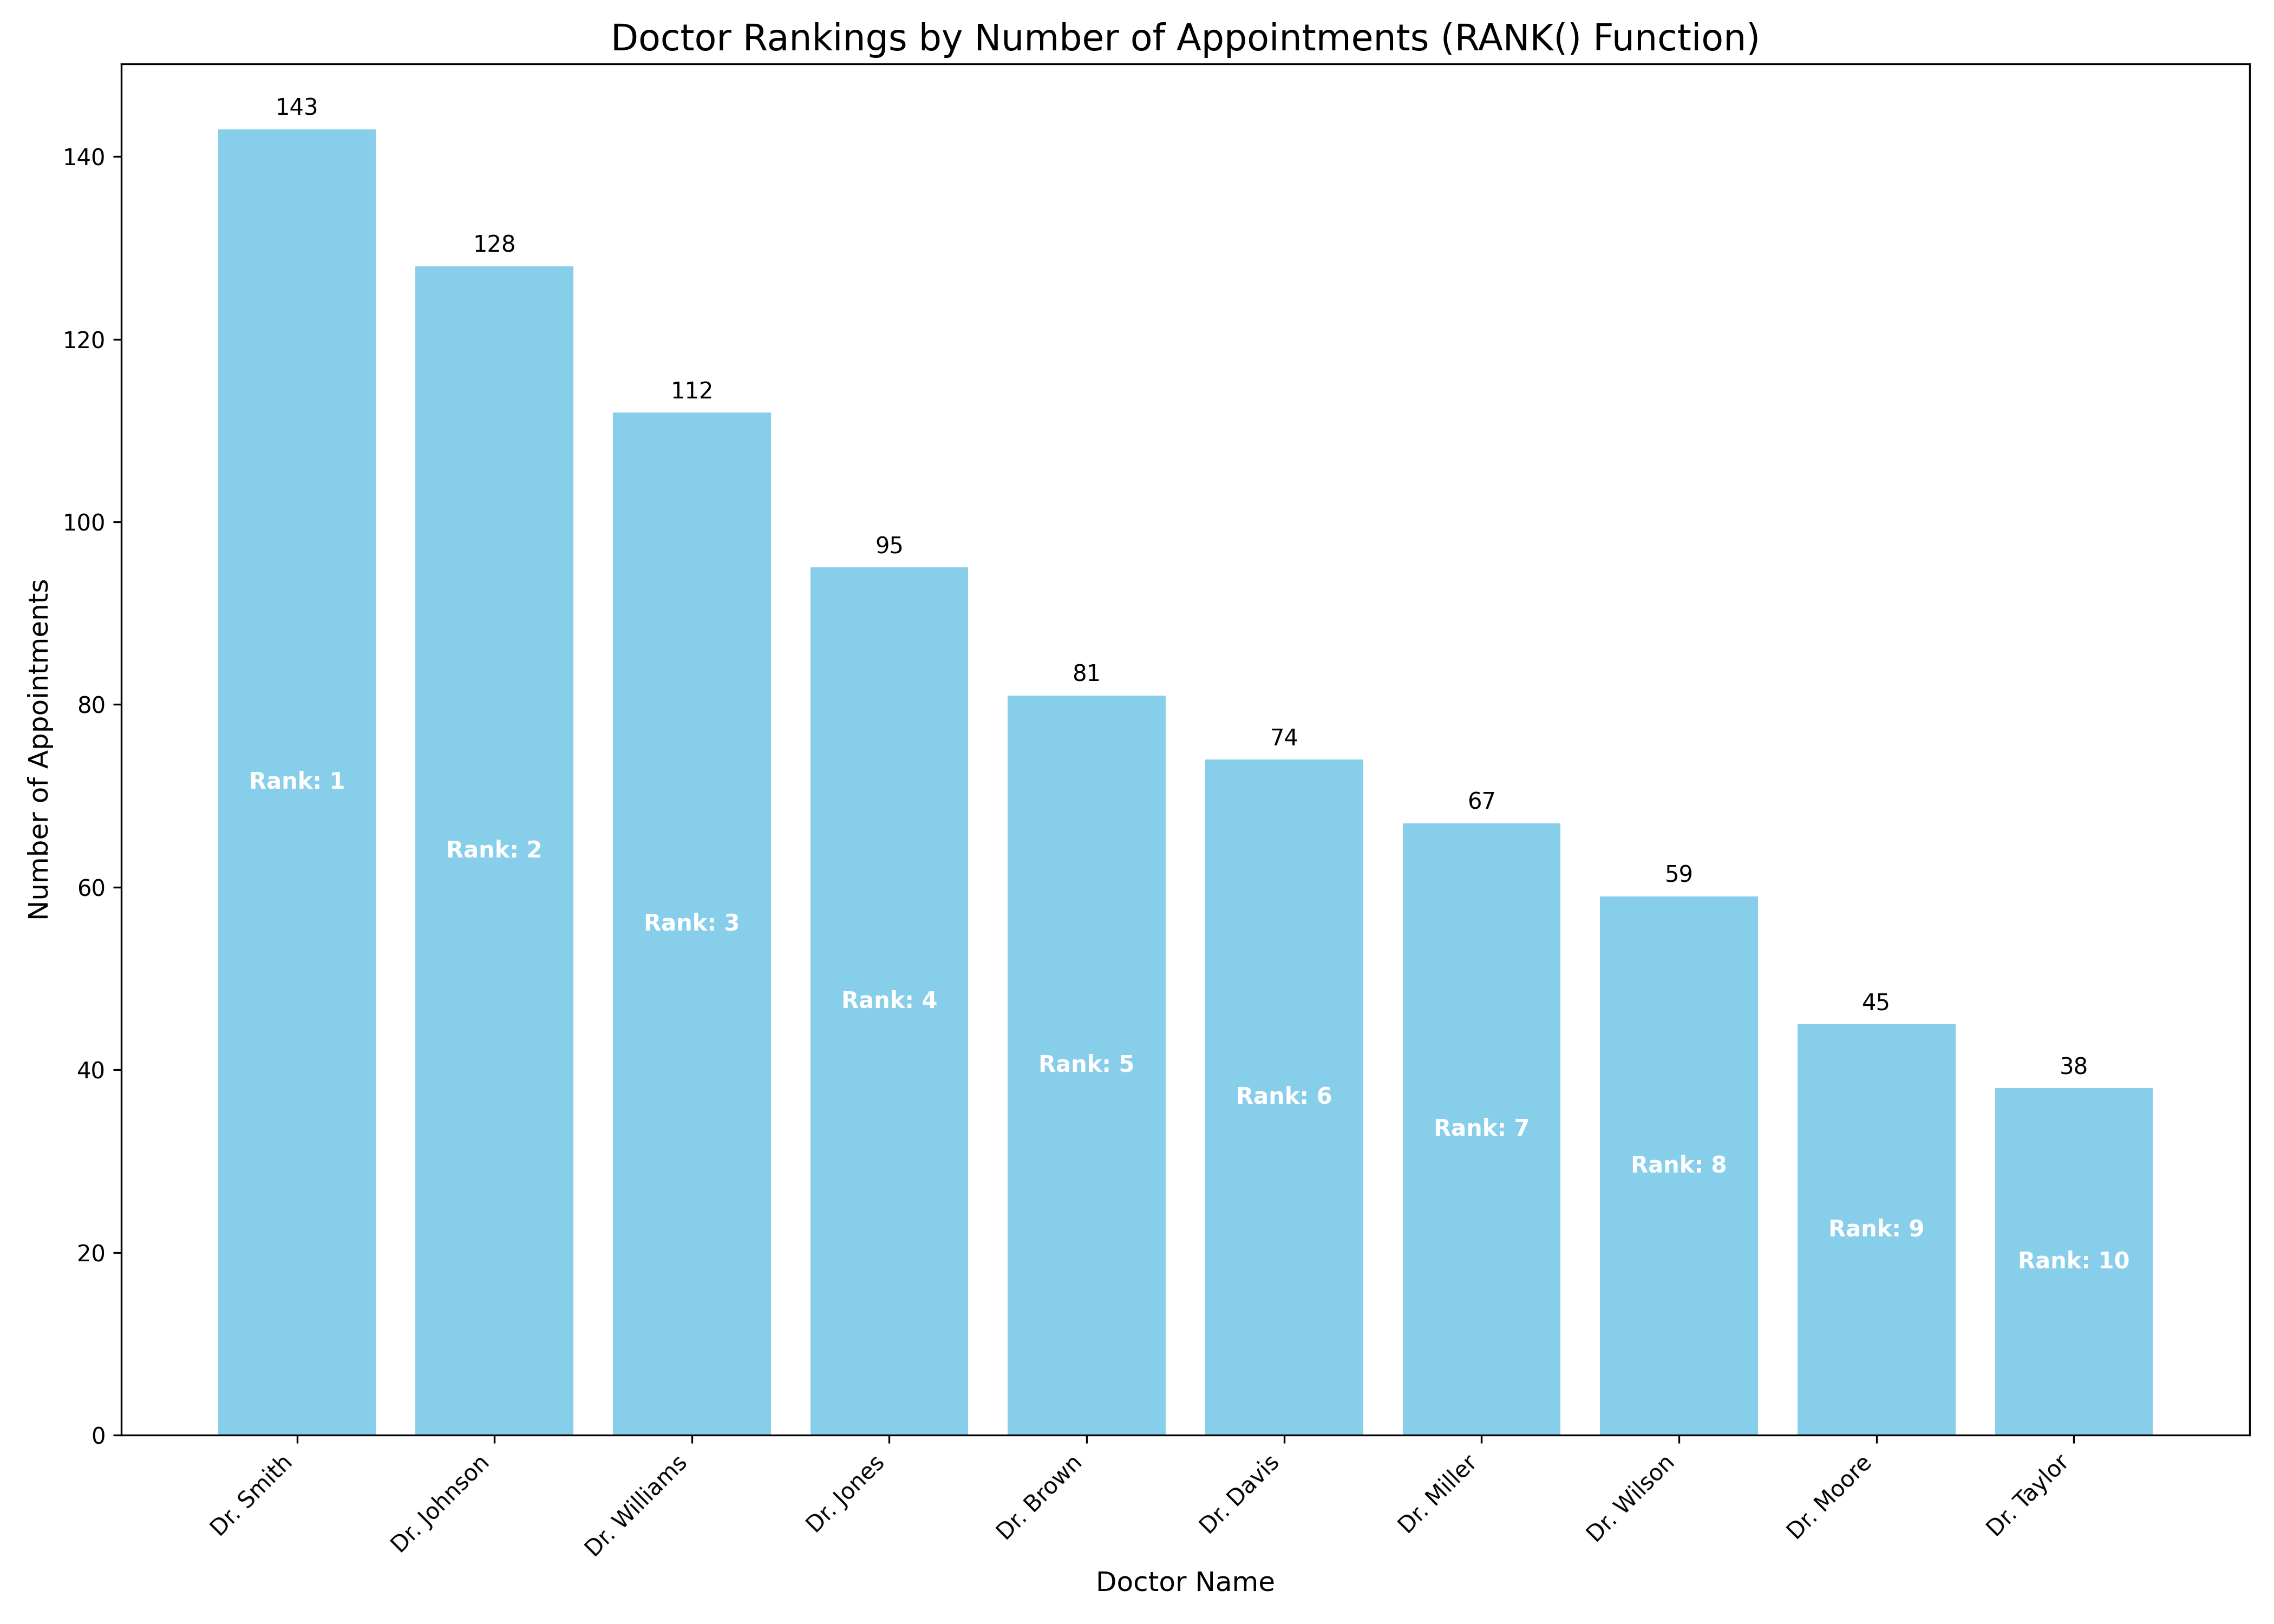 Doctor Rankings by Number of Appointments (RANK() Function)
Number of Appointments
140
120
100
80
60
40
20
0
143
128
112
95
81
74
67
59
45
38
Rank: 1
Rank: 2
Rank: 3
Rank: 4
Rank: 5
Rank: 6
Rank: 7
Rank: 8
Rank: 9
Rank: 10
Dr. Smith
Dr. Johnson
Dr. Williams
Dr. Jones
Dr. Brown
Dr. Davis
Dr. Miller
Dr. Wilson
Dr. Moore
Dr. Taylor
Doctor Name